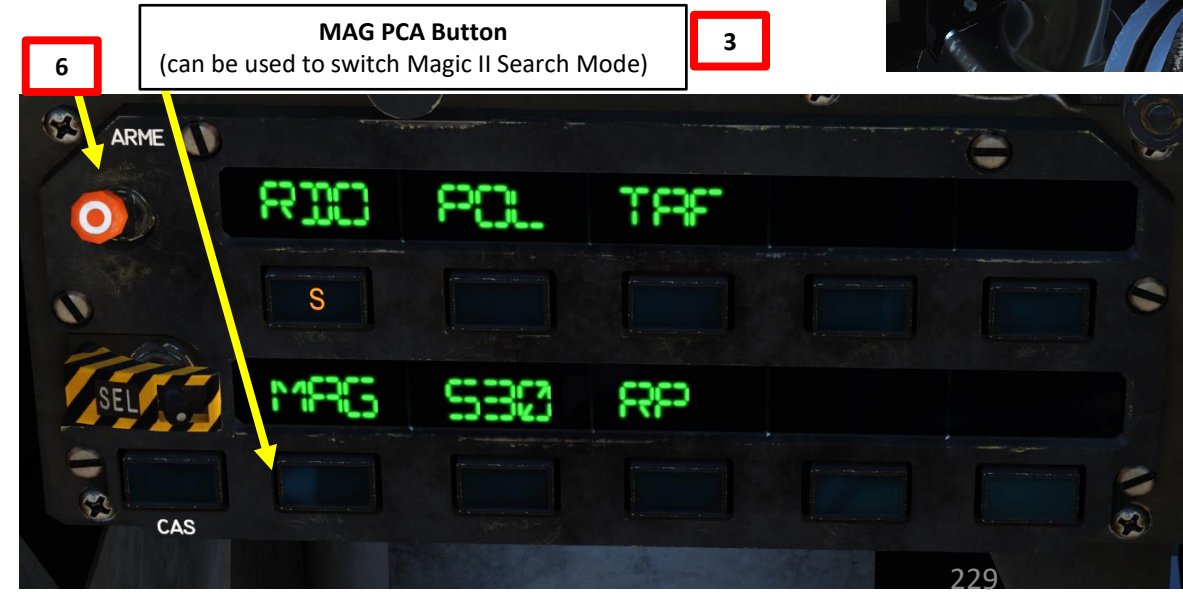 MAG PCA Button
(can be used to switch Magic II Search Mode)
3
6
ARME
RDO POL TAF
S
SEL
MAG S30 RP
CAS
229